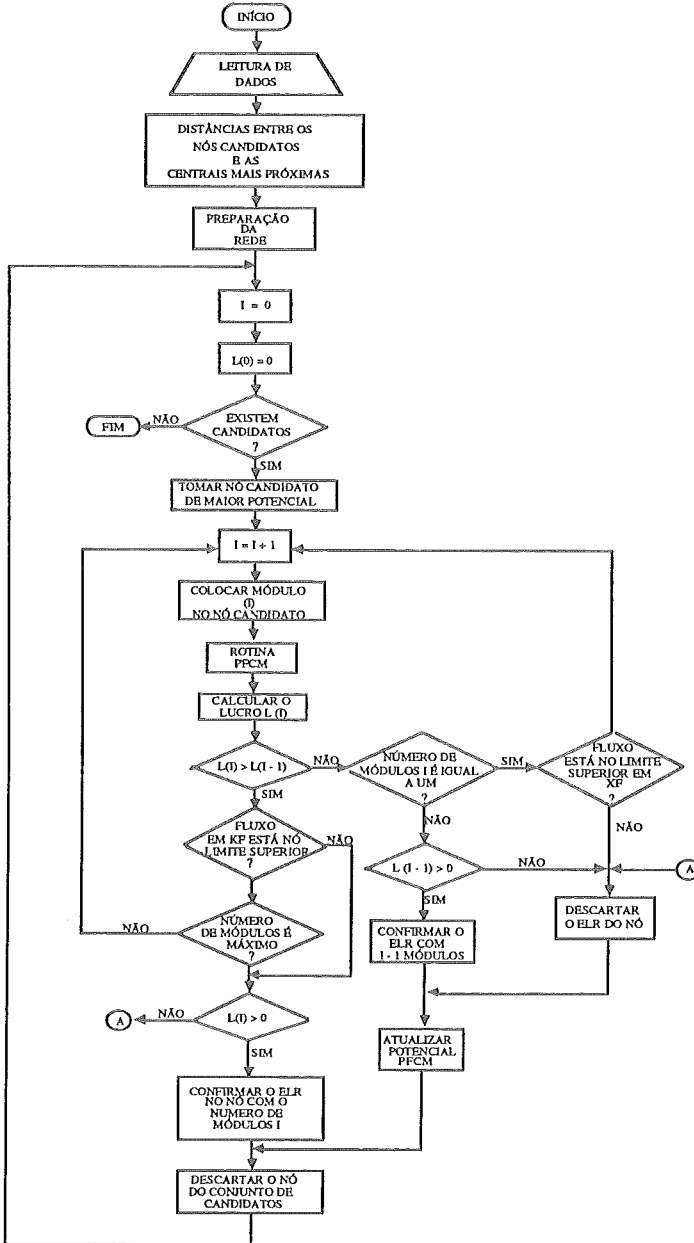 INÍCIO
LEITURA DE
DADOS
DISTÂNCIAS ENTRE OS
NÓS CANDIDATOS
E AS
CENTRAIS MAIS PRÓXIMAS
PREPARAÇÃO
DA
REDE
I = 0
L(0) = 0
EXISTEM
CANDIDATOS
?
NÃO
FIM
SIM
TOMAR NÓ CANDIDATO
DE MAIOR POTENCIAL
I = I + 1
COLOCAR MÓDULO
(I)
NO NÓ CANDIDATO
ROTINA
PFCM
CALCULAR O
LUCRO L (I)
L(I) > L(I - 1)
NÃO
NÚMERO DE
MÓDULOS I É IGUAL
A UM
?
SIM
FLUXO
ESTÁ NO LIMITE
SUPERIOR EM
XF
?
SIM
FLUXO
EM KF ESTÁ NÓ
LIMITE SUPERIOR
?
NÃO
NÃO
L (I - 1) > 0
NÃO
NÃO
A
SIM
NÚMERO
DE MÓDULOS É
MÁXIMO
?
NÃO
CONFIRMAR O
ELR COM
I - 1 MÓDULOS
DESCARTAR
O ELR DO NÓ
L(I) > 0
NÃO
A
SIM
ATUALIZAR
POTENCIAL
PFCM
CONFIRMAR O ELR
NO NÓ COM O
NUMERO DE
MÓDULOS I
DESCARTAR O NÓ
DO CONJUNTO DE
CANDIDATOS